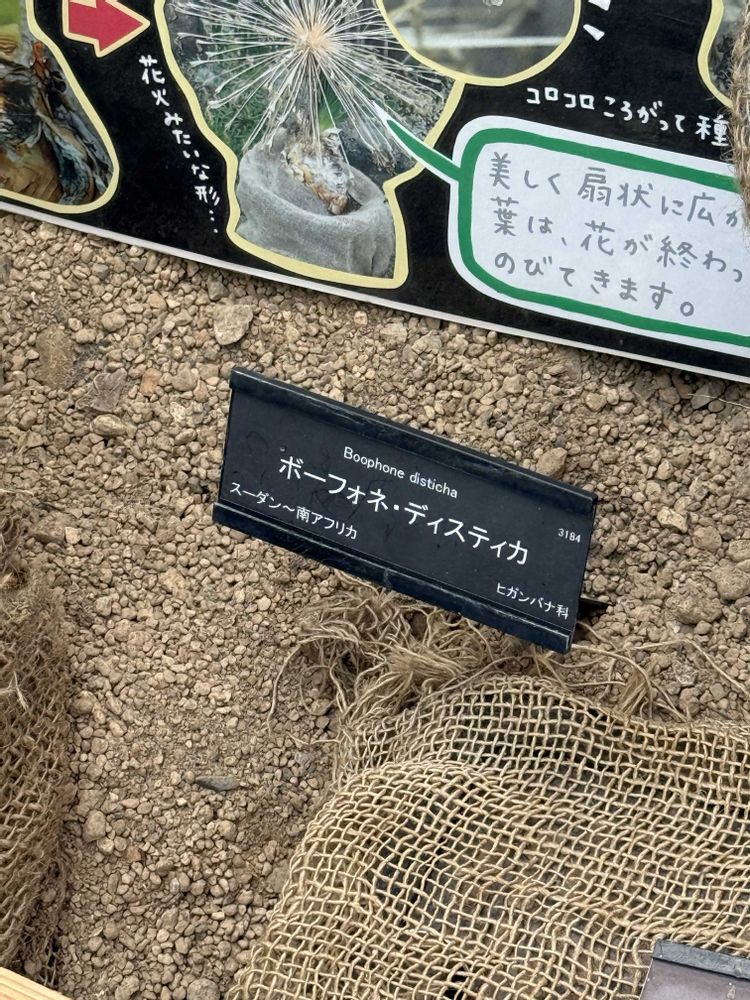 花火みたいな形…
コロコロころがって種
美しく扇状に広が
葉は、花が終わっ
のびてきます。
Boophone disticha
ボーフォネ・ディスティカ
スーダン～南アフリカ
3184
ヒガンバナ科